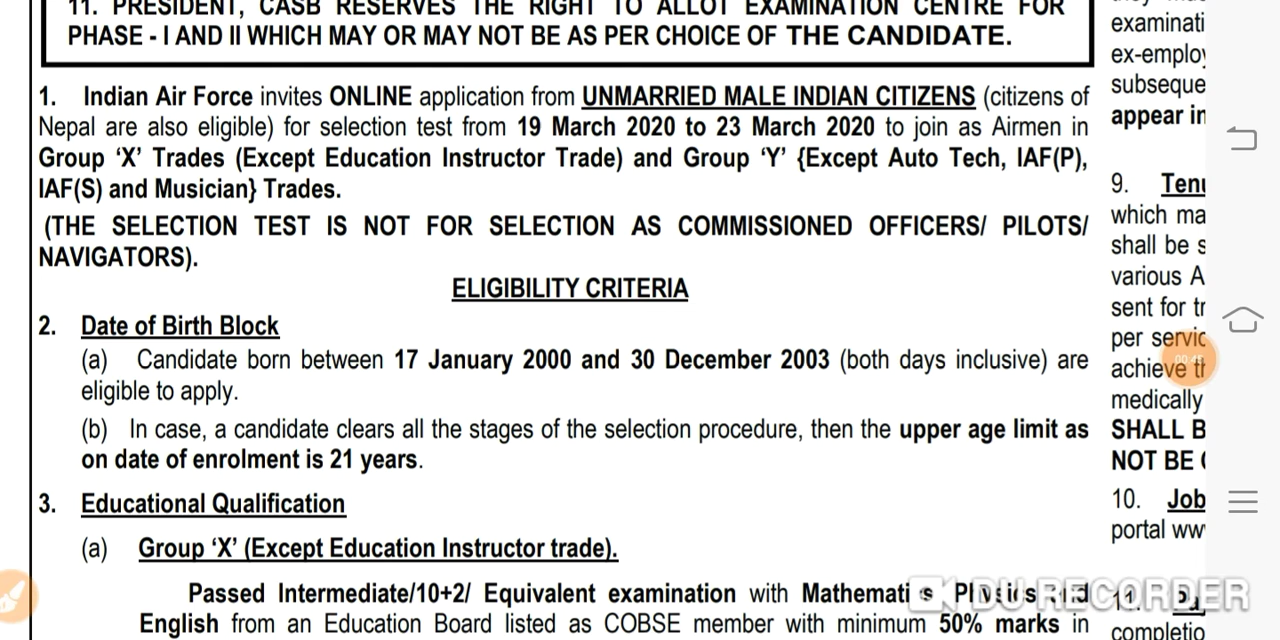 11. PRESIDENT, CASB RESERVES THE RIGHT TO ALLOT EXAMINATION CENTRE FOR
PHASE - I AND II WHICH MAY OR MAY NOT BE AS PER CHOICE OF THE CANDIDATE.
1. Indian Air Force invites ONLINE application from UNMARRIED MALE INDIAN CITIZENS (citizens of
Nepal are also eligible) for selection test from 19 March 2020 to 23 March 2020 to join as Airmen in
Group ‘X’ Trades (Except Education Instructor Trade) and Group ‘Y’ {Except Auto Tech, IAF(P),
IAF(S) and Musician} Trades.
(THE SELECTION TEST IS NOT FOR SELECTION AS COMMISSIONED OFFICERS/ PILOTS/
NAVIGATORS).
ELIGIBILITY CRITERIA
2. Date of Birth Block
(a) Candidate born between 17 January 2000 and 30 December 2003 (both days inclusive) are
eligible to apply.
(b) In case, a candidate clears all the stages of the selection procedure, then the upper age limit as
on date of enrolment is 21 years.
3. Educational Qualification
(a) Group ‘X’ (Except Education Instructor trade).
Passed Intermediate/10+2/ Equivalent examination with
English from an Education Board listed as COBSE member with minimum 50% marks in
examinati
ex-employ
subseque
appear in
9. Tenu
which ma
shall be s
various A
sent for tr
per servic
achieve th
medically
SHALL B
NOT BE
10. Job
portal ww
11.
completio
DU RECORDER